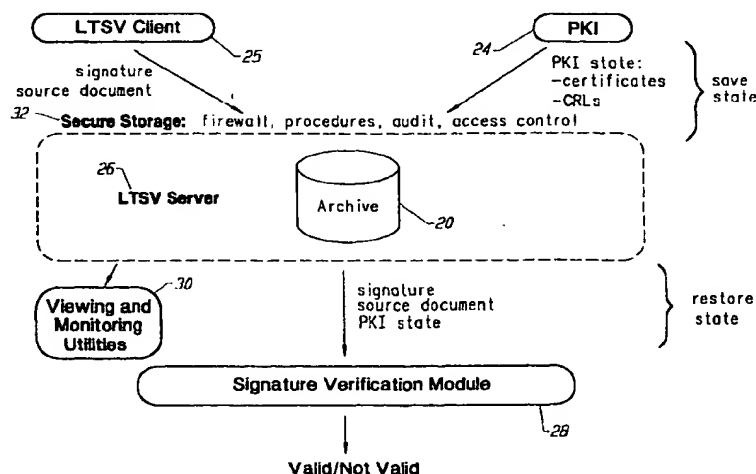 LTSV Client
25
24
PKI
signature
source document
PKI state:
-certificates
-CRLs
save
state
32
Secure Storage: firewall, procedures, audit, access control
26
LTSV Server
Archive
20
30
Viewing and
Monitoring
Utilities
signature
source document
PKI state
restore
state
Signature Verification Module
28
Valid/Not Valid